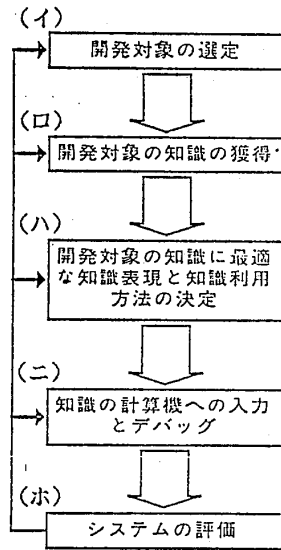 (イ)
開発対象の選定
(ロ)
開発対象の知識の獲得
(ハ)
開発対象の知識に最適
な知識表現と知識利用
方法の決定
(ニ)
知識の計算機への入力
とデバッグ
(ホ)
システムの評価